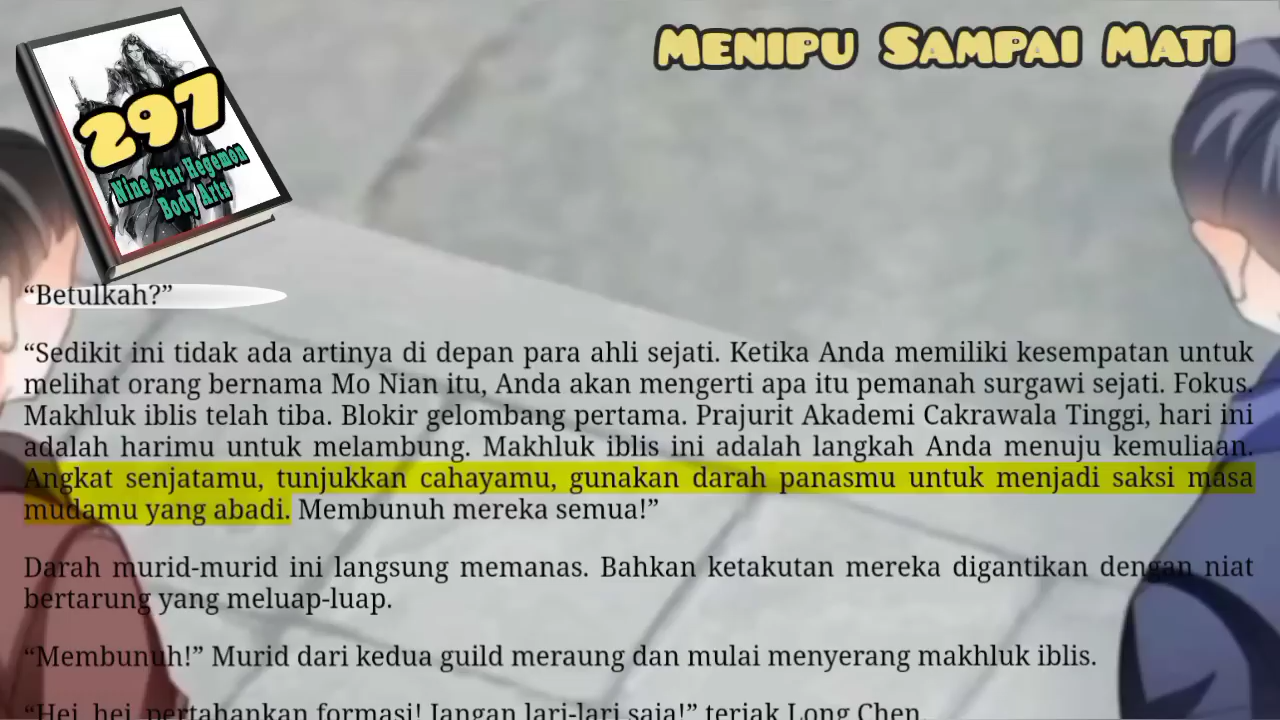 Menipu Sampai Mati
297
Nine Star Hegemon
Body Arts
“Betulkah?”
“Sedikit ini tidak ada artinya di depan para ahli sejati. Ketika Anda memiliki kesempatan untuk
melihat orang bernama Mo Nian itu, Anda akan mengerti apa itu pemanah surgawi sejati. Fokus.
Makhluk iblis telah tiba. Blokir gelombang pertama. Prajurit Akademi Cakrawala Tinggi, hari ini
adalah harimu untuk melambung. Makhluk iblis ini adalah langkah Anda menuju kemuliaan.
Angkat senjatamu, tunjukkan cahayamu, gunakan darah panasmu untuk menjadi saksi masa
mudamu yang abadi. Membunuh mereka semua!”
Darah murid-murid ini langsung memanas. Bahkan ketakutan mereka digantikan dengan niat
bertarung yang meluap-luap.
“Membunuh!” Murid dari kedua guild meraung dan mulai menyerang makhluk iblis.
“Hei, hei, pertahankan formasi! Jangan lari-lari saja!” teriak Long Chen.